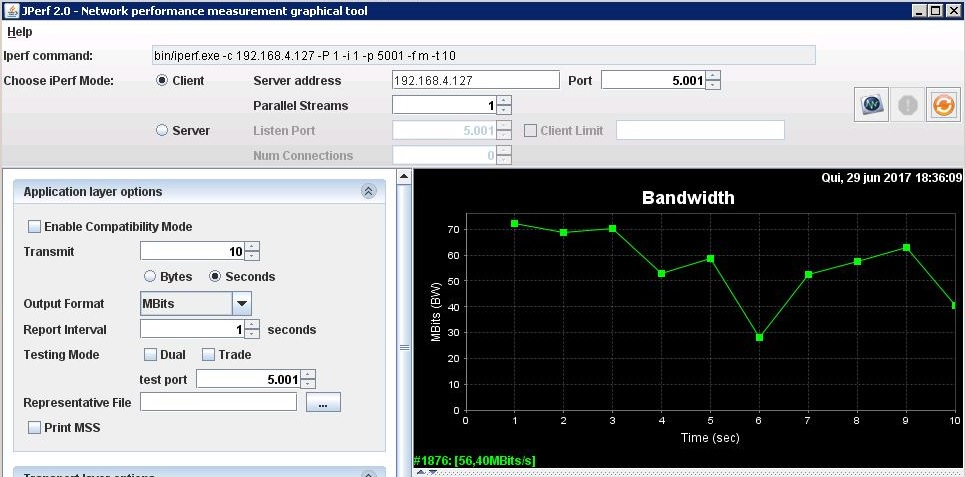 JPerf 2.0 - Network performance measurement graphical tool
Help
Iperf command: bin/iperf.exe -c 192.168.4.127 -P 1 -i 1 -p 5001 -f m -t 10
Choose iPerf Mode: Client Server address 192.168.4.127 Port 5.001
Parallel Streams 1
Server Listen Port 5.001 Client Limit
Num Connections 0
Application layer options
Enable Compatibility Mode
Transmit 10
Bytes Seconds
Output Format MBits
Report Interval 1 seconds
Testing Mode Dual Trade
test port 5.001
Representative File ...
Print MSS
Transport layer options
Qui, 29 jun 2017 18:36:09
Bandwidth
MBits (BW)
70
60
50
40
30
20
10
0
0 1 2 3 4 5 6 7 8 9 10
Time (sec)
#1876: [56,40MBits/s]